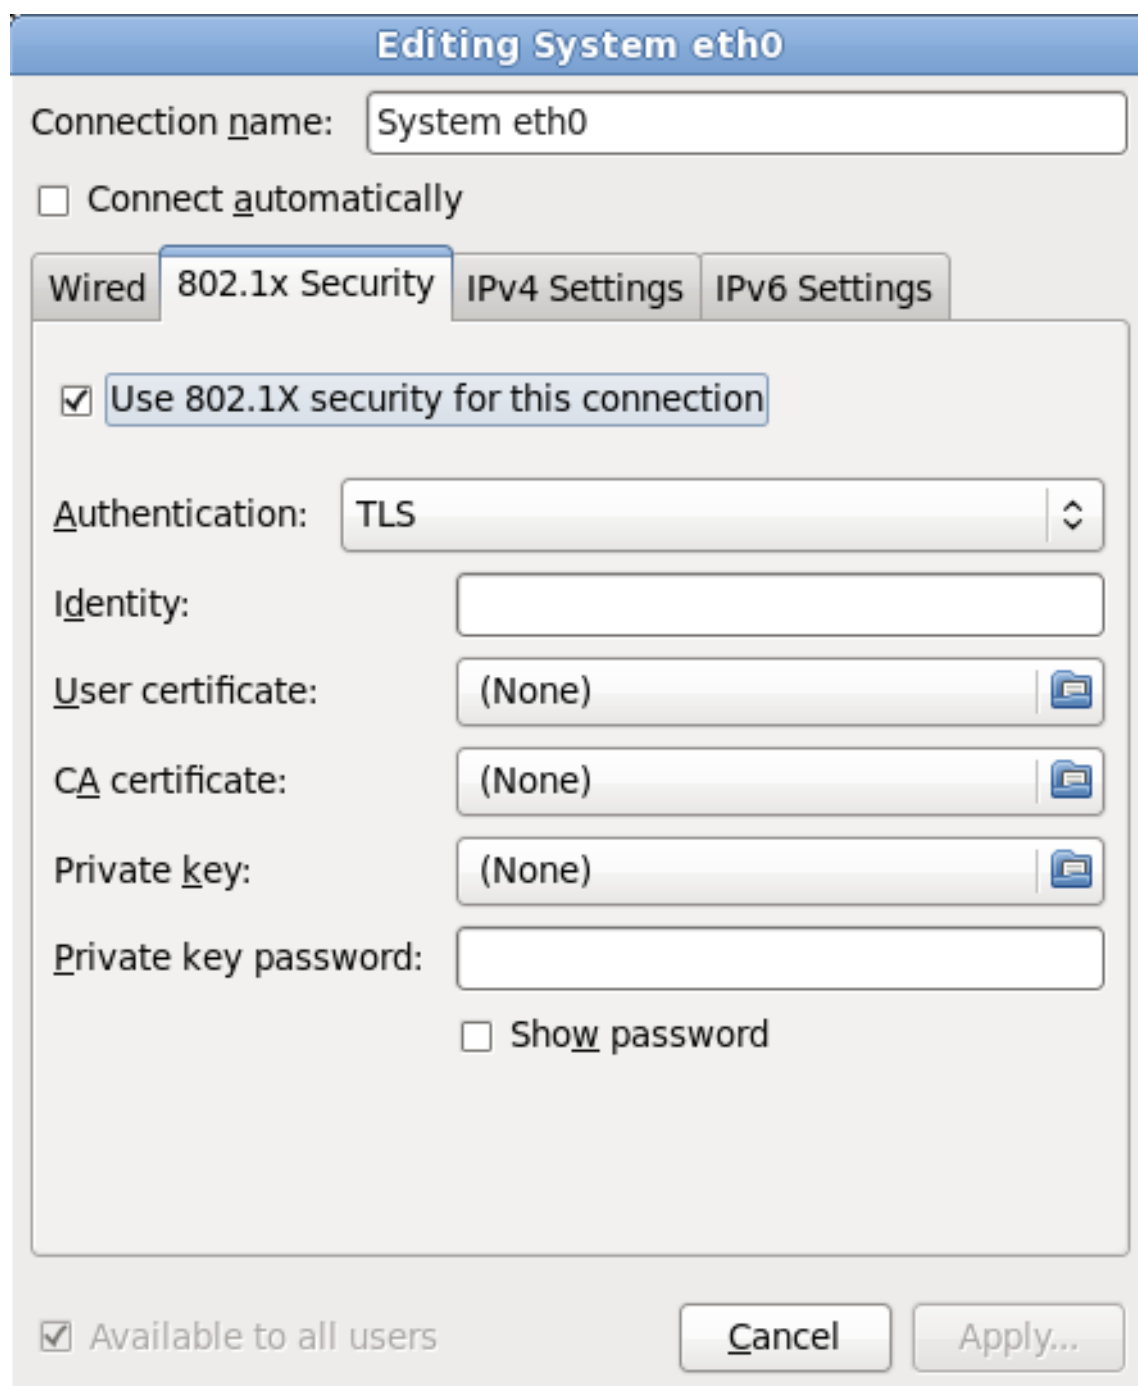 Editing System eth0
Connection name: System eth0
Connect automatically
Wired 802.1x Security IPv4 Settings IPv6 Settings
Use 802.1X security for this connection
Authentication: TLS
Identity:
User certificate: (None)
CA certificate: (None)
Private key: (None)
Private key password:
Show password
Available to all users Cancel Apply...